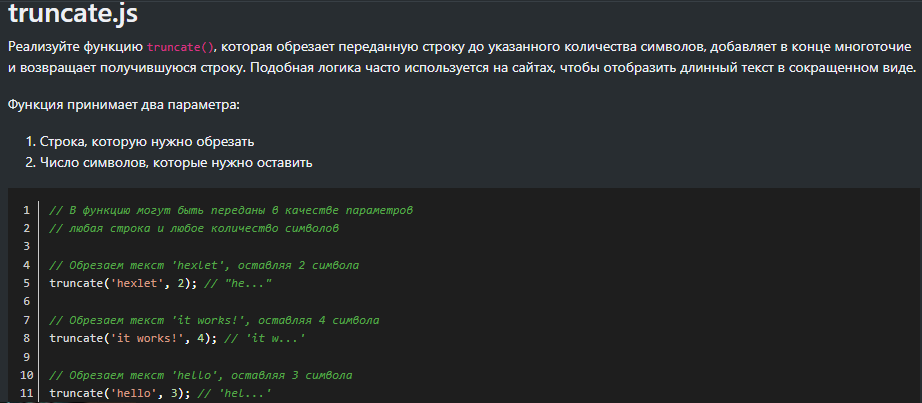 truncate.js
Реализуйте функцию truncate(), которая обрезает переданную строку до указанного количества символов, добавляет в конце многоточие
и возвращает получившуюся строку. Подобная логика часто используется на сайтах, чтобы отобразить длинный текст в сокращенном виде.
Функция принимает два параметра:
1. Строка, которую нужно обрезать
2. Число символов, которые нужно оставить
1 // В функцию могут быть переданы в качестве параметров
2 // любая строка и любое количество символов
3
4 // Обрезаем текст 'hexlet', оставляя 2 символа
5 truncate('hexlet', 2); // "he..."
6
7 // Обрезаем текст 'it works!', оставляя 4 символа
8 truncate('it works!', 4); // 'it w...'
9
10 // Обрезаем текст 'hello', оставляя 3 символа
11 truncate('hello', 3); // 'hel...'